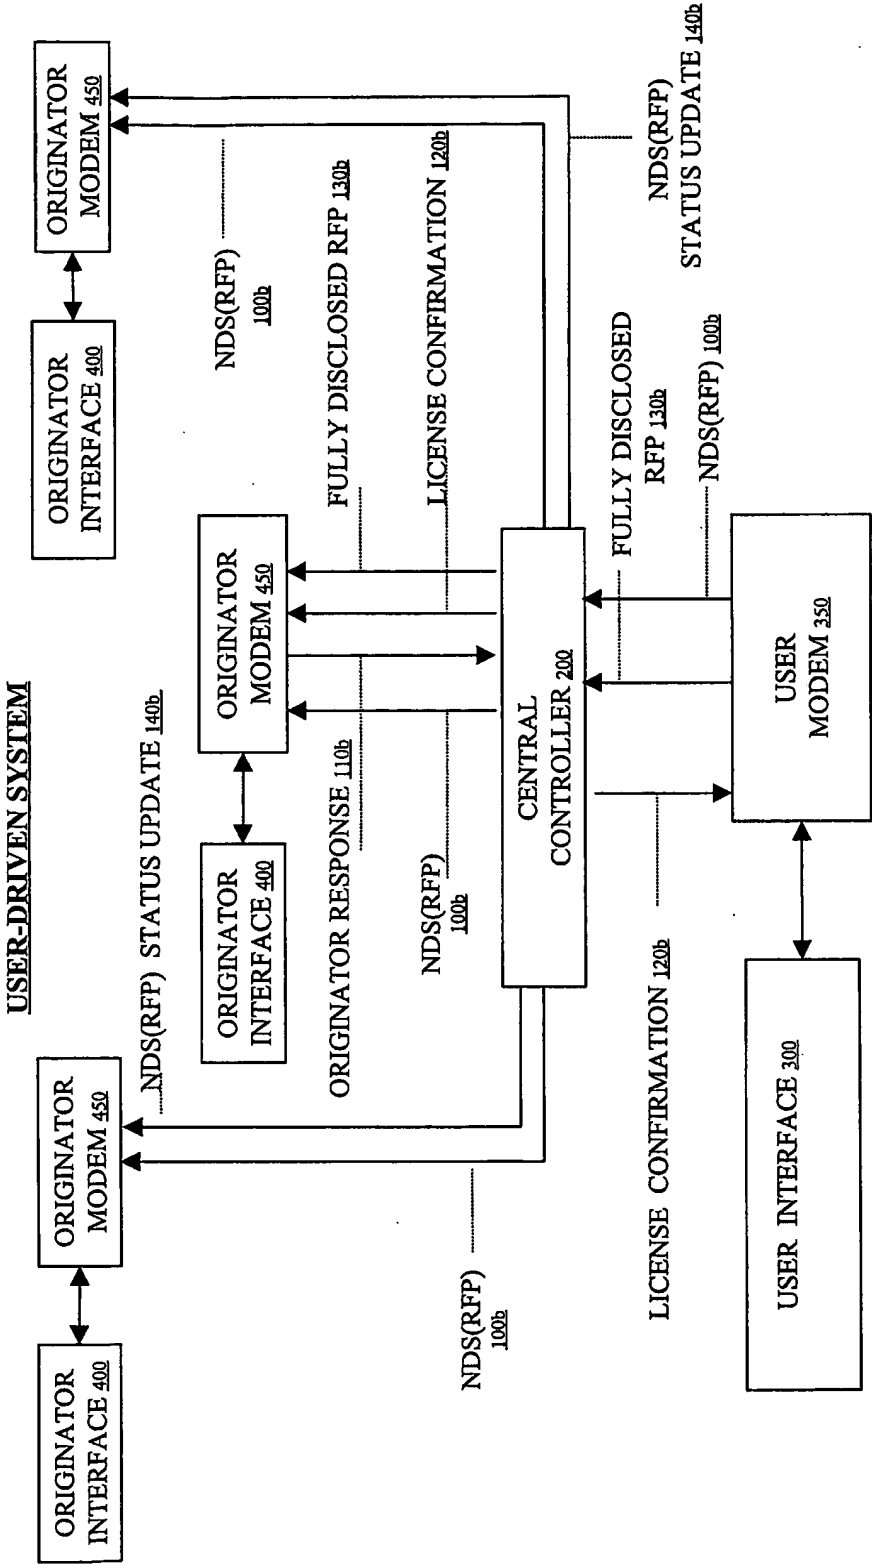 USER-DRIVEN SYSTEM
ORIGINATOR
INTERFACE 400
ORIGINATOR
MODEM 450
NDS(RFP) STATUS UPDATE 140b
ORIGINATOR
INTERFACE 400
ORIGINATOR
MODEM 450
ORIGINATOR
INTERFACE 400
ORIGINATOR
MODEM 450
NDS(RFP)
100b
ORIGINATOR RESPONSE 110b
NDS(RFP)
100b
FULLY DISCLOSED RFP 130b
LICENSE CONFIRMATION 120b
NDS(RFP)
100b
CENTRAL
CONTROLLER 200
LICENSE CONFIRMATION 120b
FULLY DISCLOSED
RFP 130b
NDS(RFP) 100b
NDS(RFP)
STATUS UPDATE 140b
USER INTERFACE 300
USER
MODEM 350